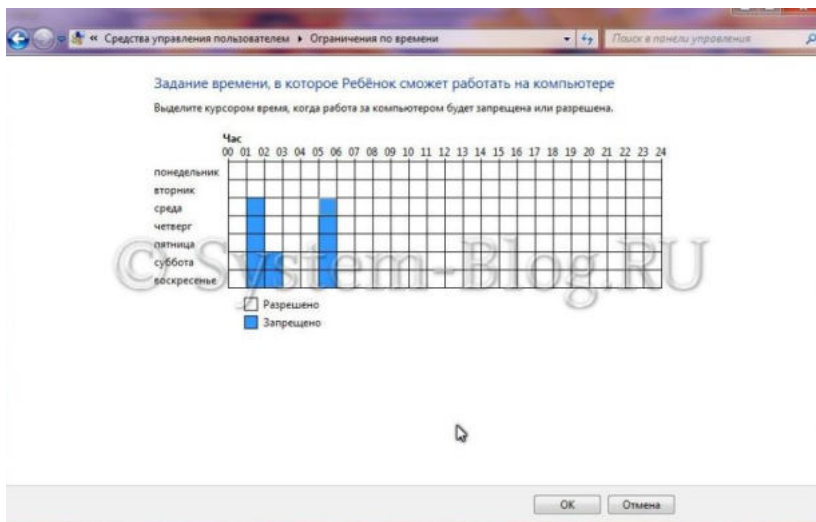 « Средства управления пользователем ▸ Ограничения по времени
Поиск в панели управления
Задание времени, в которое Ребёнок сможет работать на компьютере
Выделите курсором время, когда работа за компьютером будет запрещена или разрешена.
Час
00 01 02 03 04 05 06 07 08 09 10 11 12 13 14 15 16 17 18 19 20 21 22 23 24
понедельник
вторник
среда
четверг
пятница
суббота
воскресенье
© System-Blog.RU
Разрешено
Запрещено
ОК Отмена